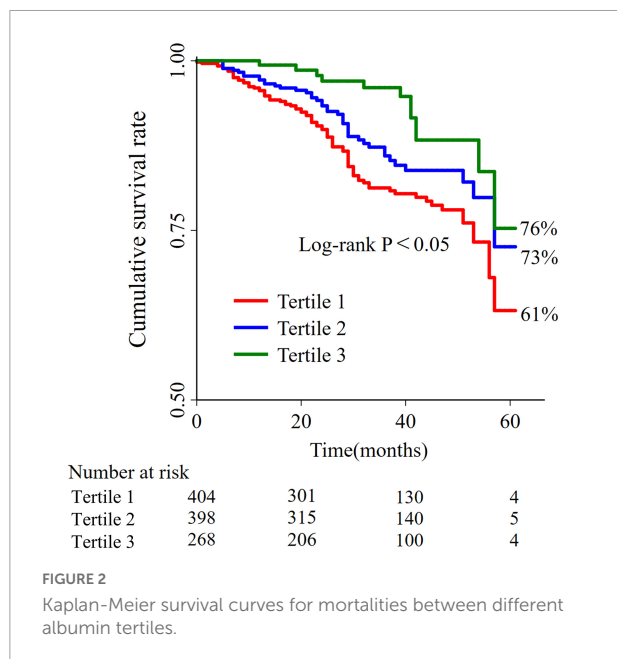 1.00
0.75
0.50
Cumulative survival rate
76%
73%
61%
Log-rank P < 0.05
Tertile 1
Tertile 2
Tertile 3
0 20 40 60
Time(months)
Number at risk
Tertile 1 404 301 130 4
Tertile 2 398 315 140 5
Tertile 3 268 206 100 4
FIGURE 2
Kaplan-Meier survival curves for mortalities between different
albumin tertiles.